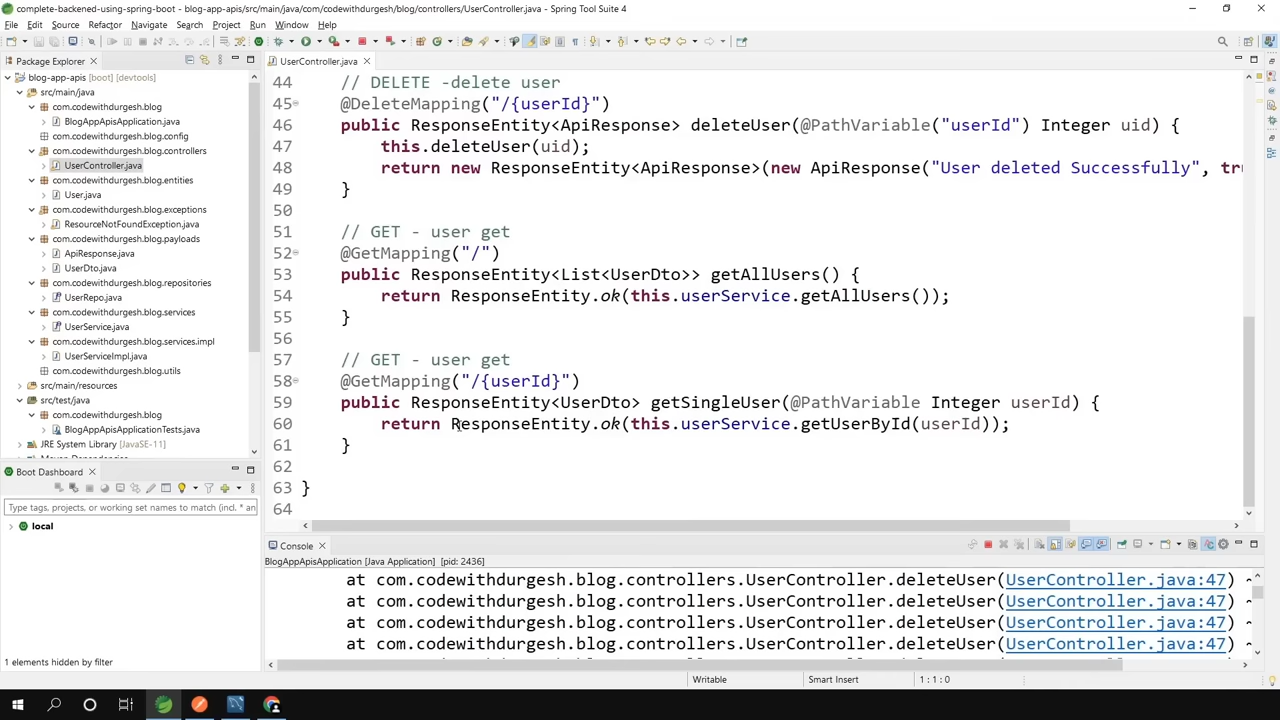 complete-backened-using-spring-boot - blog-app-apis/src/main/java/com/codewithdurgesh/blog/controllers/UserController.java - Spring Tool Suite 4
File Edit Source Refactor Navigate Search Project Run Window Help
Package Explorer
blog-app-apis [boot] [devtools]
src/main/java
com.codewithdurgesh.blog
BlogAppApisApplication.java
com.codewithdurgesh.blog.config
com.codewithdurgesh.blog.controllers
UserController.java
com.codewithdurgesh.blog.entities
User.java
com.codewithdurgesh.blog.exceptions
ResourceNotFoundException.java
com.codewithdurgesh.blog.payloads
ApiResponse.java
UserDto.java
com.codewithdurgesh.blog.repositories
UserRepo.java
com.codewithdurgesh.blog.services
UserService.java
com.codewithdurgesh.blog.services.impl
UserServiceImpl.java
com.codewithdurgesh.blog.utils
src/main/resources
src/test/java
com.codewithdurgesh.blog
BlogAppApisApplicationTests.java
JRE System Library [JavaSE-11]
Boot Dashboard
Type tags, projects, or working set names to match (incl. * an
local
1 elements hidden by filter
UserController.java
44 // DELETE -delete user
45 @DeleteMapping("/{userId}")
46 public ResponseEntity<ApiResponse> deleteUser(@PathVariable("userId") Integer uid) {
47 this.deleteUser(uid);
48 return new ResponseEntity<ApiResponse>(new ApiResponse("User deleted Successfully", tr
49 }
50
51 // GET - user get
52 @GetMapping("/")
53 public ResponseEntity<List<UserDto>> getAllUsers() {
54 return ResponseEntity.ok(this.userService.getAllUsers());
55 }
56
57 // GET - user get
58 @GetMapping("/{userId}")
59 public ResponseEntity<UserDto> getSingleUser(@PathVariable Integer userId) {
60 return ResponseEntity.ok(this.userService.getUserById(userId));
61 }
62
63 }
64
Console
BlogAppApisApplication [Java Application] [pid: 2436]
at com.codewithdurgesh.blog.controllers.UserController.deleteUser(UserController.java:47) ~
at com.codewithdurgesh.blog.controllers.UserController.deleteUser(UserController.java:47) ~
at com.codewithdurgesh.blog.controllers.UserController.deleteUser(UserController.java:47) ~
at com.codewithdurgesh.blog.controllers.UserController.deleteUser(UserController.java:47) ~
Writable Smart Insert 1 : 1 : 0